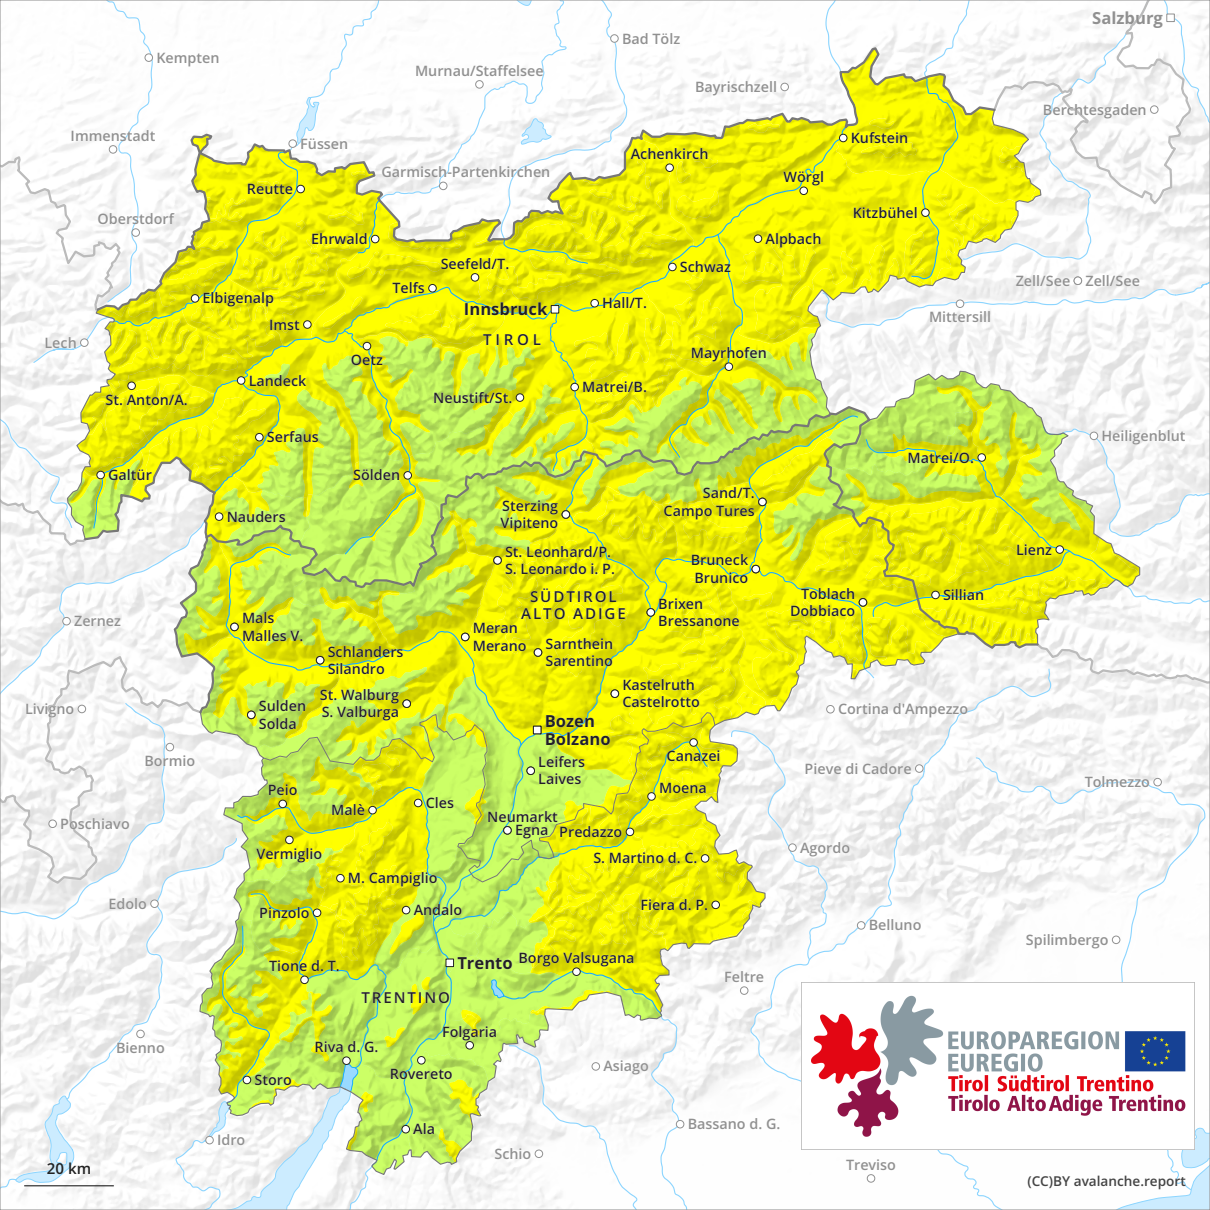 Salzburg
Bad Tölz
Kempten
Murnau/Staffelsee
Bayrischzell
Berchtesgaden
Immenstadt
Füssen
Kufstein
Achenkirch
Garmisch-Partenkirchen
Wörgl
Reutte
Oberstdorf
Kitzbühel
Ehrwald
Alpbach
Seefeld/T.
Schwaz
Zell/See
Zell/See
Telfs
Elbigenalp
Hall/T.
Innsbruck
Mittersill
Imst
TIROL
Lech
Oetz
Mayrhofen
Landeck
Matrei/B.
St. Anton/A.
Neustift/St.
Serfaus
Heiligenblut
Matrei/O.
Galtür
Sölden
Sand/T.
Campo Tures
Sterzing
Vipiteno
Nauders
St. Leonhard/P.
S. Leonardo i. P.
Lienz
Bruneck
Brunico
SÜDTIROL
ALTO ADIGE
Toblach
Dobbiaco
Sillian
Brixen
Bressanone
Zernez
Mals
Malles V.
Meran
Merano
Sarnthein
Sarentino
Schlanders
Silandro
Kastelruth
Castelrotto
St. Walburg
S. Valburga
Livigno
Sulden
Solda
Cortina d'Ampezzo
Bozen
Bolzano
Bormio
Canazei
Leifers
Laives
Pieve di Cadore
Tolmezzo
Peio
Moena
Cles
Malè
Poschiavo
Neumarkt
Egna
Predazzo
Vermiglio
Agordo
S. Martino d. C.
M. Campiglio
Edolo
Fiera d. P.
Pinzolo
Andalo
Belluno
Spilimbergo
Borgo Valsugana
Trento
Tione d. T.
Feltre
TRENTINO
Folgaria
Bienno
Riva d. G.
Asiago
Rovereto
Storo
EUROPAREGION
EUREGIO
Tirol Südtirol Trentino
Tirolo Alto Adige Trentino
Bassano d. G.
Ala
Idro
Schio
Treviso
20 km
(CC)BY avalanche.report